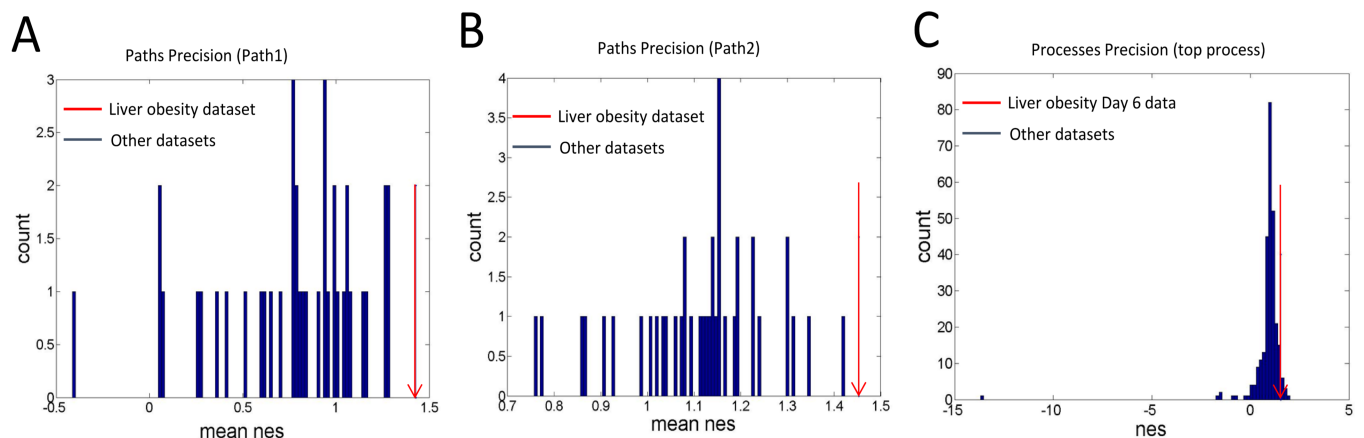 A
Paths Precision (Path1)
3
2.5
2
1.5
1
0.5
0
-0.5
0
0.5
1
1.5
count
mean nes
Liver obesity dataset
Other datasets
B
Paths Precision (Path2)
4
3.5
3
2.5
2
1.5
1
0.5
0
0.7
0.8
0.9
1
1.1
1.2
1.3
1.4
1.5
count
mean nes
Liver obesity dataset
Other datasets
C
Processes Precision (top process)
90
80
70
60
50
40
30
20
10
0
-15
-10
-5
0
5
count
nes
Liver obesity Day 6 data
Other datasets